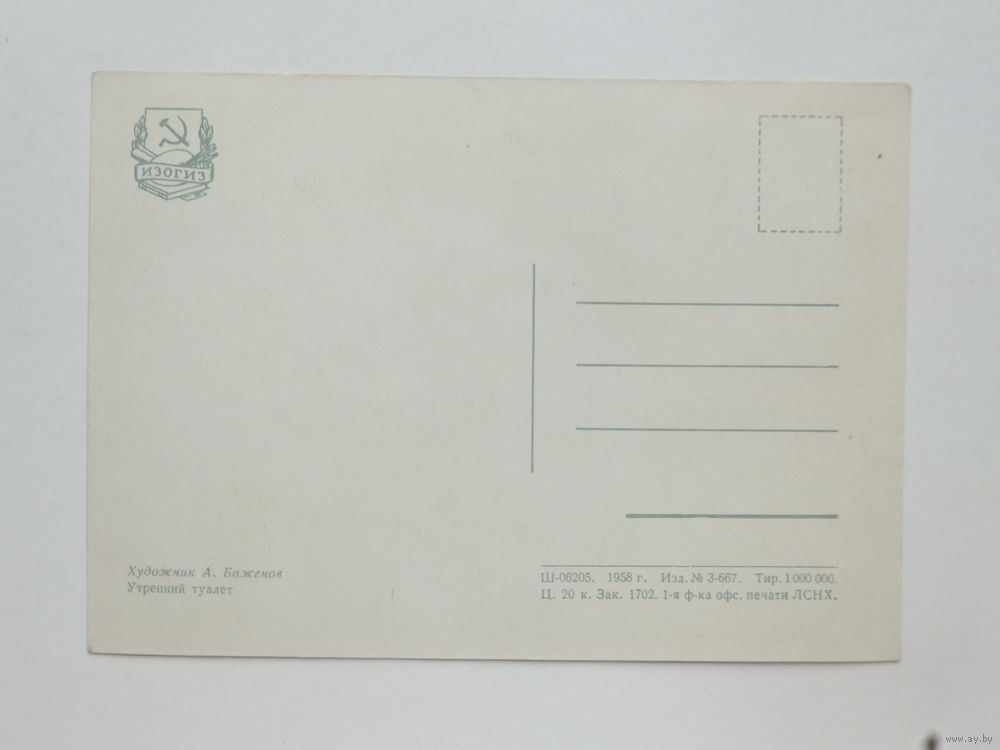 ИЗОГИЗ
Художник А. Баженов
Утренний туалет
Ш-06205. 1958 г. Изд. № 3-667. Тир. 1 000 000.
Ц. 20 к. Зак. 1702. 1-я ф-ка офс. печати ЛСНХ.
www.ay.by